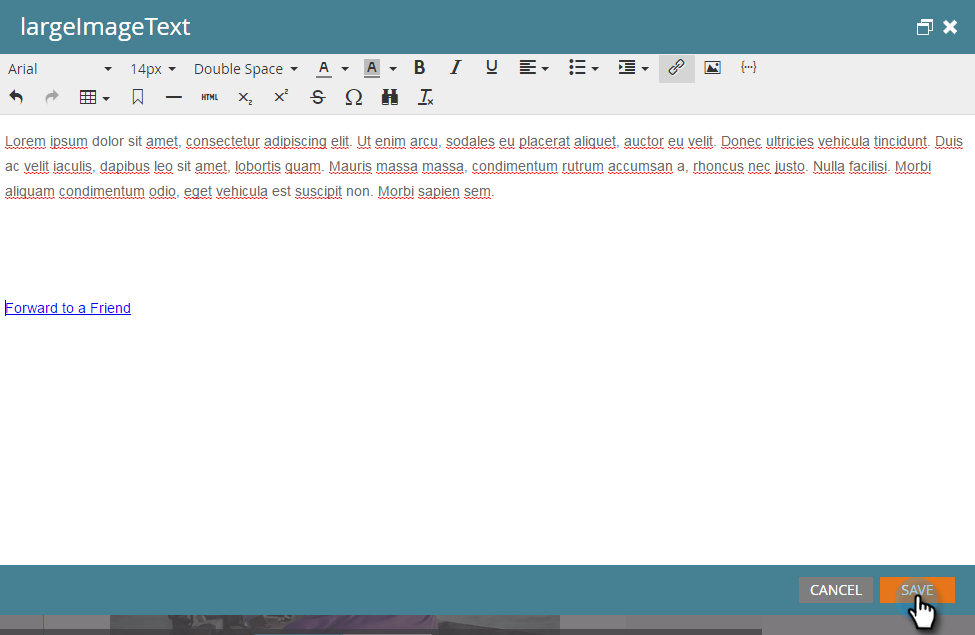 largeImageText
Arial 14px Double Space A A B I U {···}
HTML X₂ X² S Ω Ix
Lorem ipsum dolor sit amet, consectetur adipiscing elit. Ut enim arcu, sodales eu placerat aliquet, auctor eu velit. Donec ultricies vehicula tincidunt. Duis
ac velit iaculis, dapibus leo sit amet, lobortis quam. Mauris massa massa, condimentum rutrum accumsan a, rhoncus nec justo. Nulla facilisi. Morbi
aliquam condimentum odio, eget vehicula est suscipit non. Morbi sapien sem.
Forward to a Friend
CANCEL SAVE